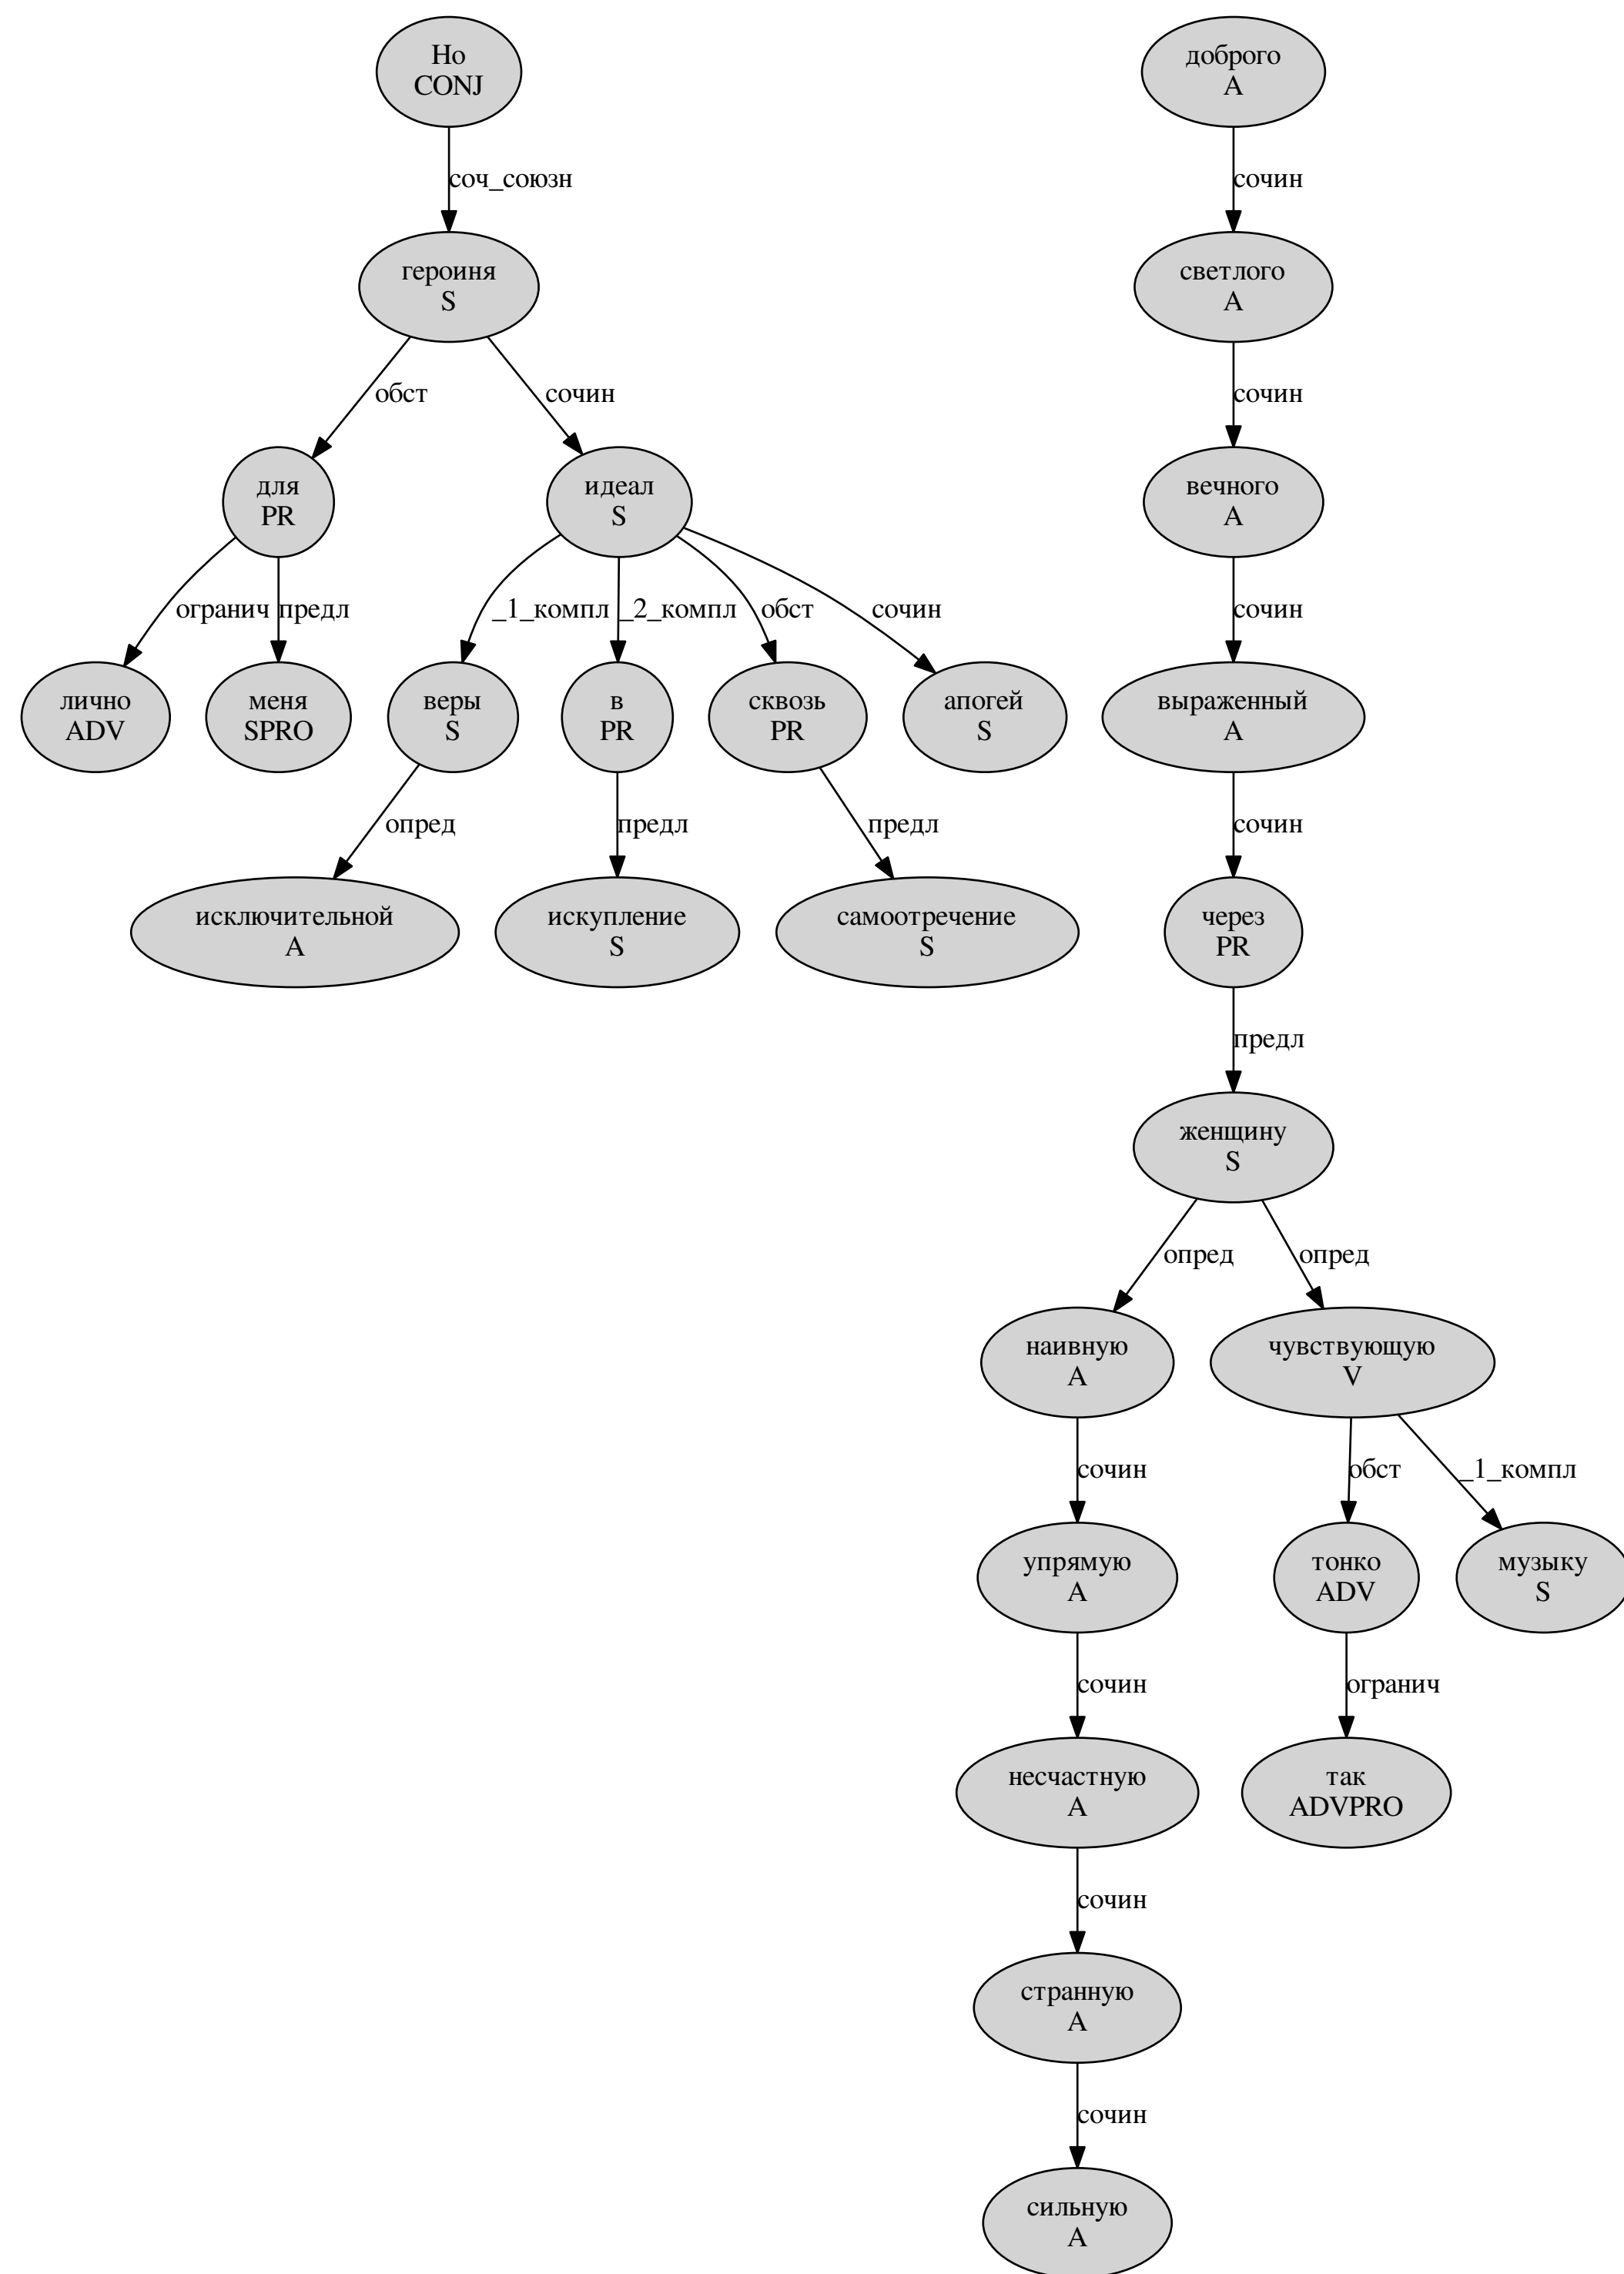 Но
CONJ
доброго
A
соч_союзн
сочин
героиня
S
светлого
A
обст
сочин
сочин
для
PR
идеал
S
вечного
A
огранич
предл
_1_компл
_2_компл
обст
сочин
сочин
лично
ADV
меня
SPRO
веры
S
в
PR
сквозь
PR
апогей
S
выраженный
A
опред
предл
предл
сочин
исключительной
A
искупление
S
самоотречение
S
через
PR
предл
женщину
S
опред
опред
наивную
A
чувствующую
V
сочин
обст
_1_компл
упрямую
A
тонко
ADV
музыку
S
сочин
огранич
несчастную
A
так
ADVPRO
сочин
странную
A
сочин
сильную
A